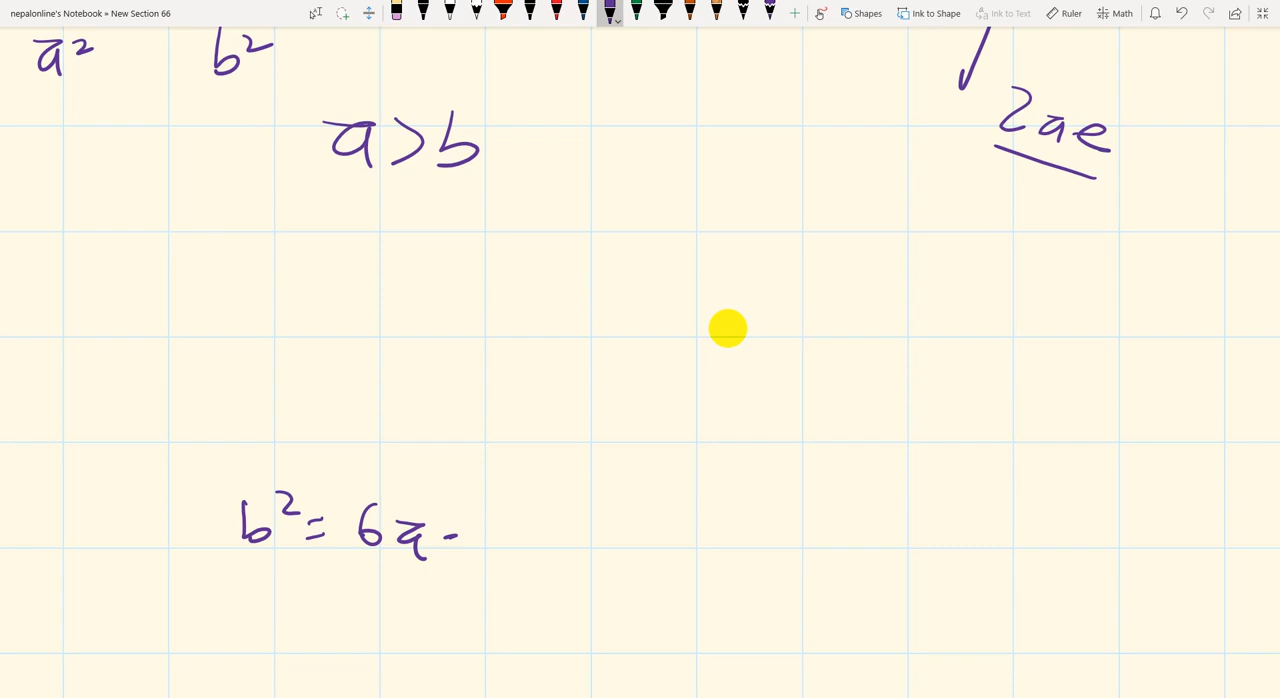 nepalonline's Notebook » New Section 66
Shapes Ink to Shape Ink to Text Ruler Math
a² b²
a > b
2ae
b² = 6a -